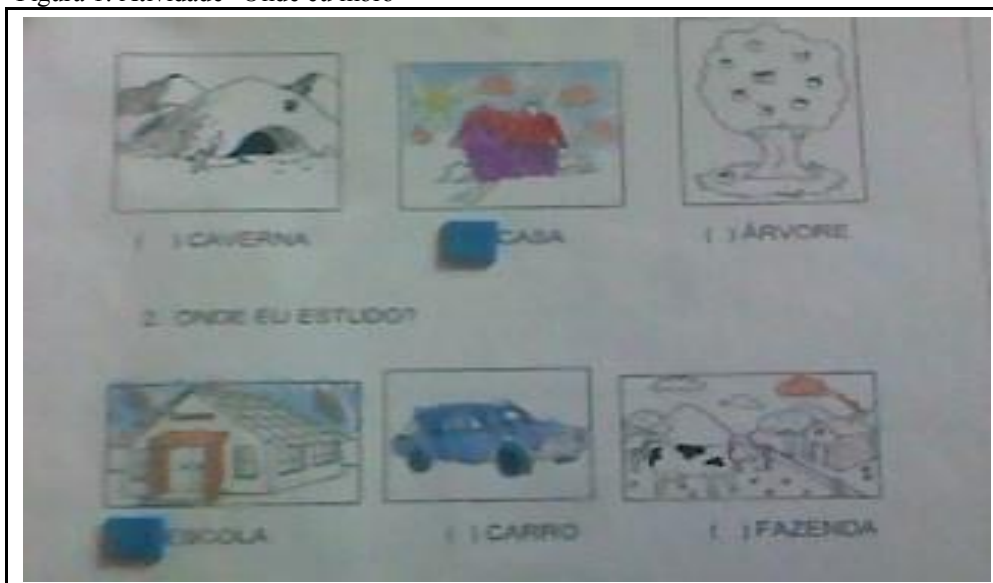 ( ) CAVERNA
CASA
( ) ÁRVORE
2. ONDE EU ESTUDO?
ESCOLA
( ) CARRO
( ) FAZENDA